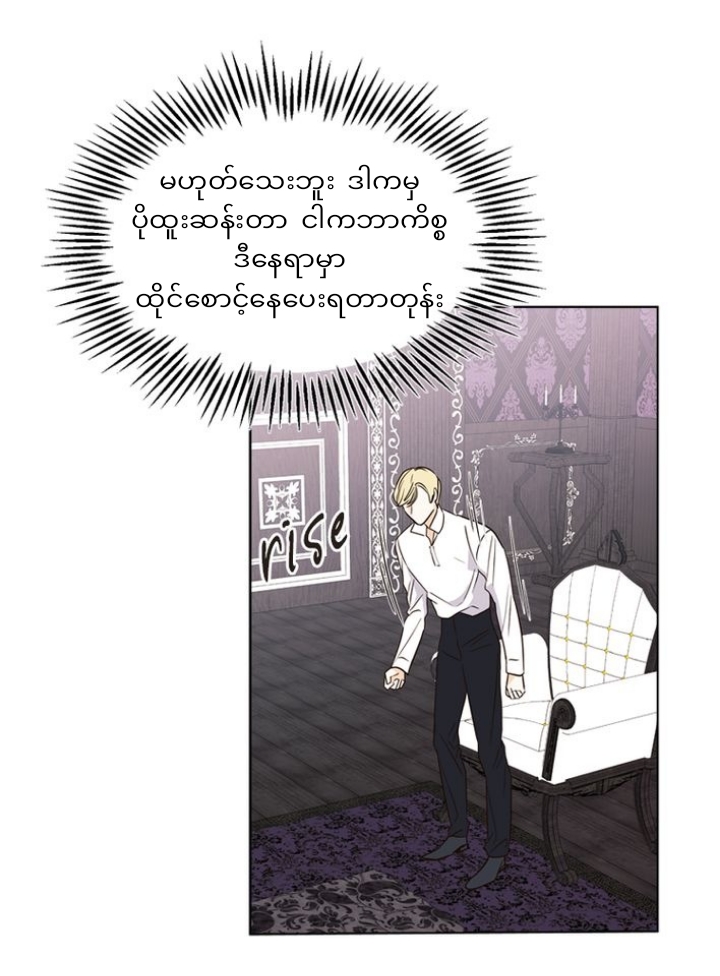 မဟုတ်သေးဘူး ဒါကမှ
ပိုထူးဆန်းတာ ငါကဘာကိစ္စ
ဒီနေရာမှာ
ထိုင်စောင့်နေပေးရတာတုန်း
rise